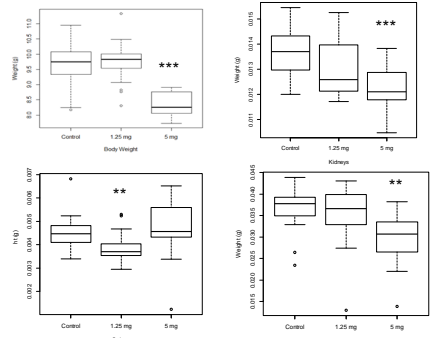 Weight (g)
8.0 8.5 9.0 9.5 10.0 10.5 11.0
***
Control 1.25 mg 5 mg
Body Weight
Weight (g)
0.011 0.012 0.013 0.014 0.015
***
Control 1.25 mg 5 mg
Kidneys
ht (g)
0.002 0.003 0.004 0.005 0.006 0.007
**
Control 1.25 mg 5 mg
Weight (g)
0.015 0.020 0.025 0.030 0.035 0.040 0.045
**
Control 1.25 mg 5 mg